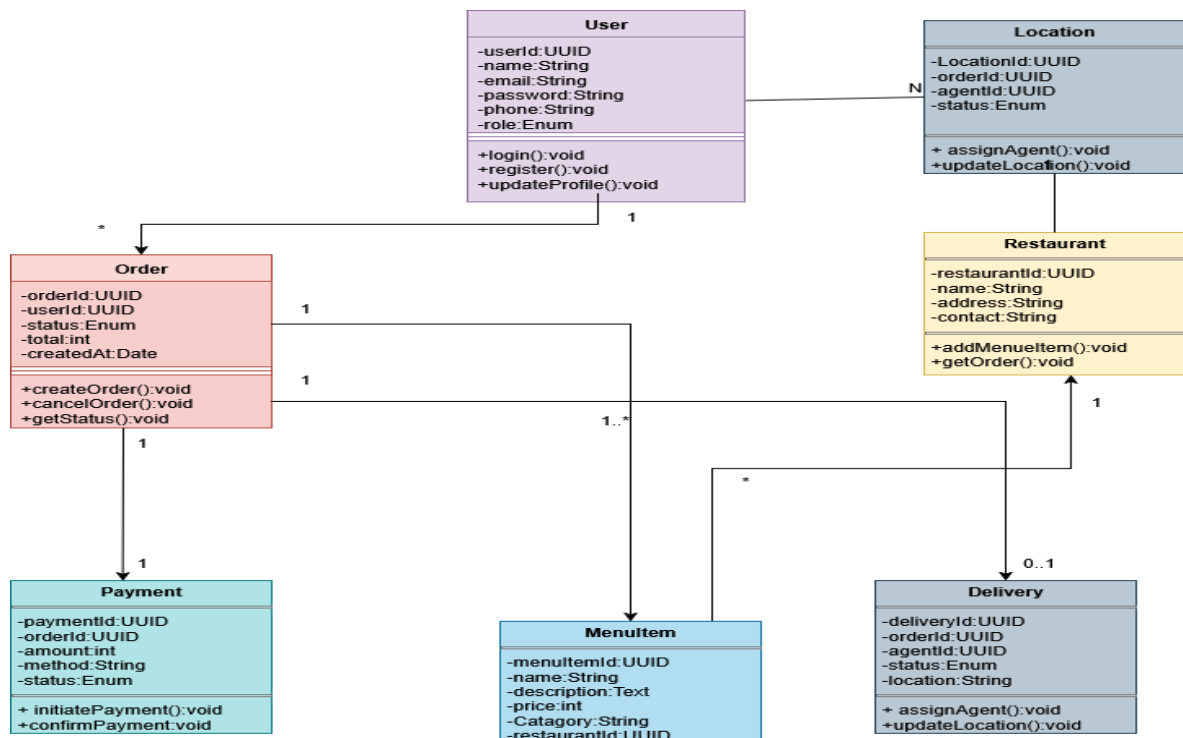 User
-userId:UUID
-name:String
-email:String
-password:String
-phone:String
-role:Enum
+login():void
+register():void
+updateProfile():void
Location
-LocationId:UUID
-orderId:UUID
-agentId:UUID
-status:Enum
+ assignAgent():void
+updateLocation():void
N
1
1
*
Order
-orderId:UUID
-userId:UUID
-status:Enum
-total:int
-createdAt:Date
+createOrder():void
+cancelOrder():void
+getStatus():void
Restaurant
-restaurantId:UUID
-name:String
-address:String
-contact:String
+addMenueItem():void
+getOrder():void
1
1
1
1..*
1
*
1
0..1
Payment
-paymentId:UUID
-orderId:UUID
-amount:int
-method:String
-status:Enum
+ initiatePayment():void
+confirmPayment:void
MenuItem
-menuItemId:UUID
-name:String
-description:Text
-price:int
-Catagory:String
-restaurantId:UUID
Delivery
-deliveryId:UUID
-orderId:UUID
-agentId:UUID
-status:Enum
-location:String
+ assignAgent():void
+updateLocation():void